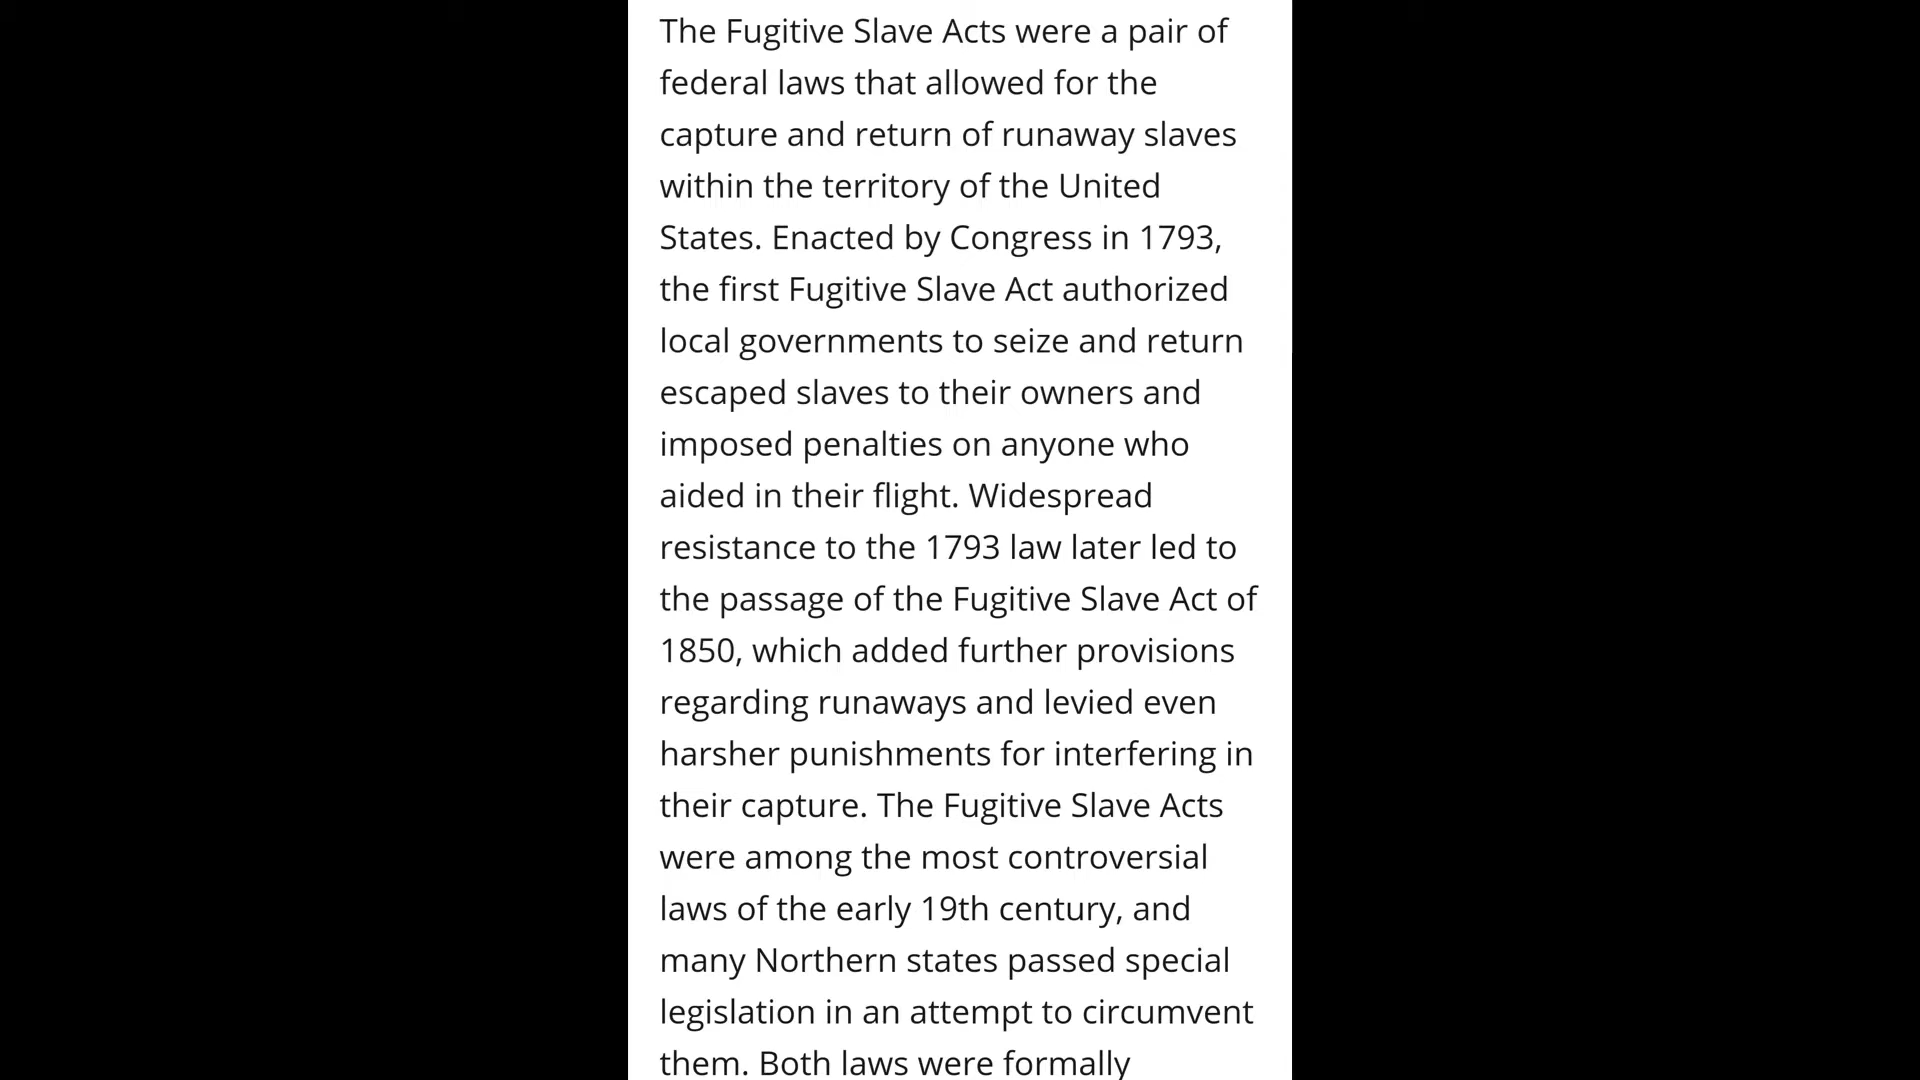 The Fugitive Slave Acts were a pair of
federal laws that allowed for the
capture and return of runaway slaves
within the territory of the United
States. Enacted by Congress in 1793,
the first Fugitive Slave Act authorized
local governments to seize and return
escaped slaves to their owners and
imposed penalties on anyone who
aided in their flight. Widespread
resistance to the 1793 law later led to
the passage of the Fugitive Slave Act of
1850, which added further provisions
regarding runaways and levied even
harsher punishments for interfering in
their capture. The Fugitive Slave Acts
were among the most controversial
laws of the early 19th century, and
many Northern states passed special
legislation in an attempt to circumvent
them. Both laws were formally